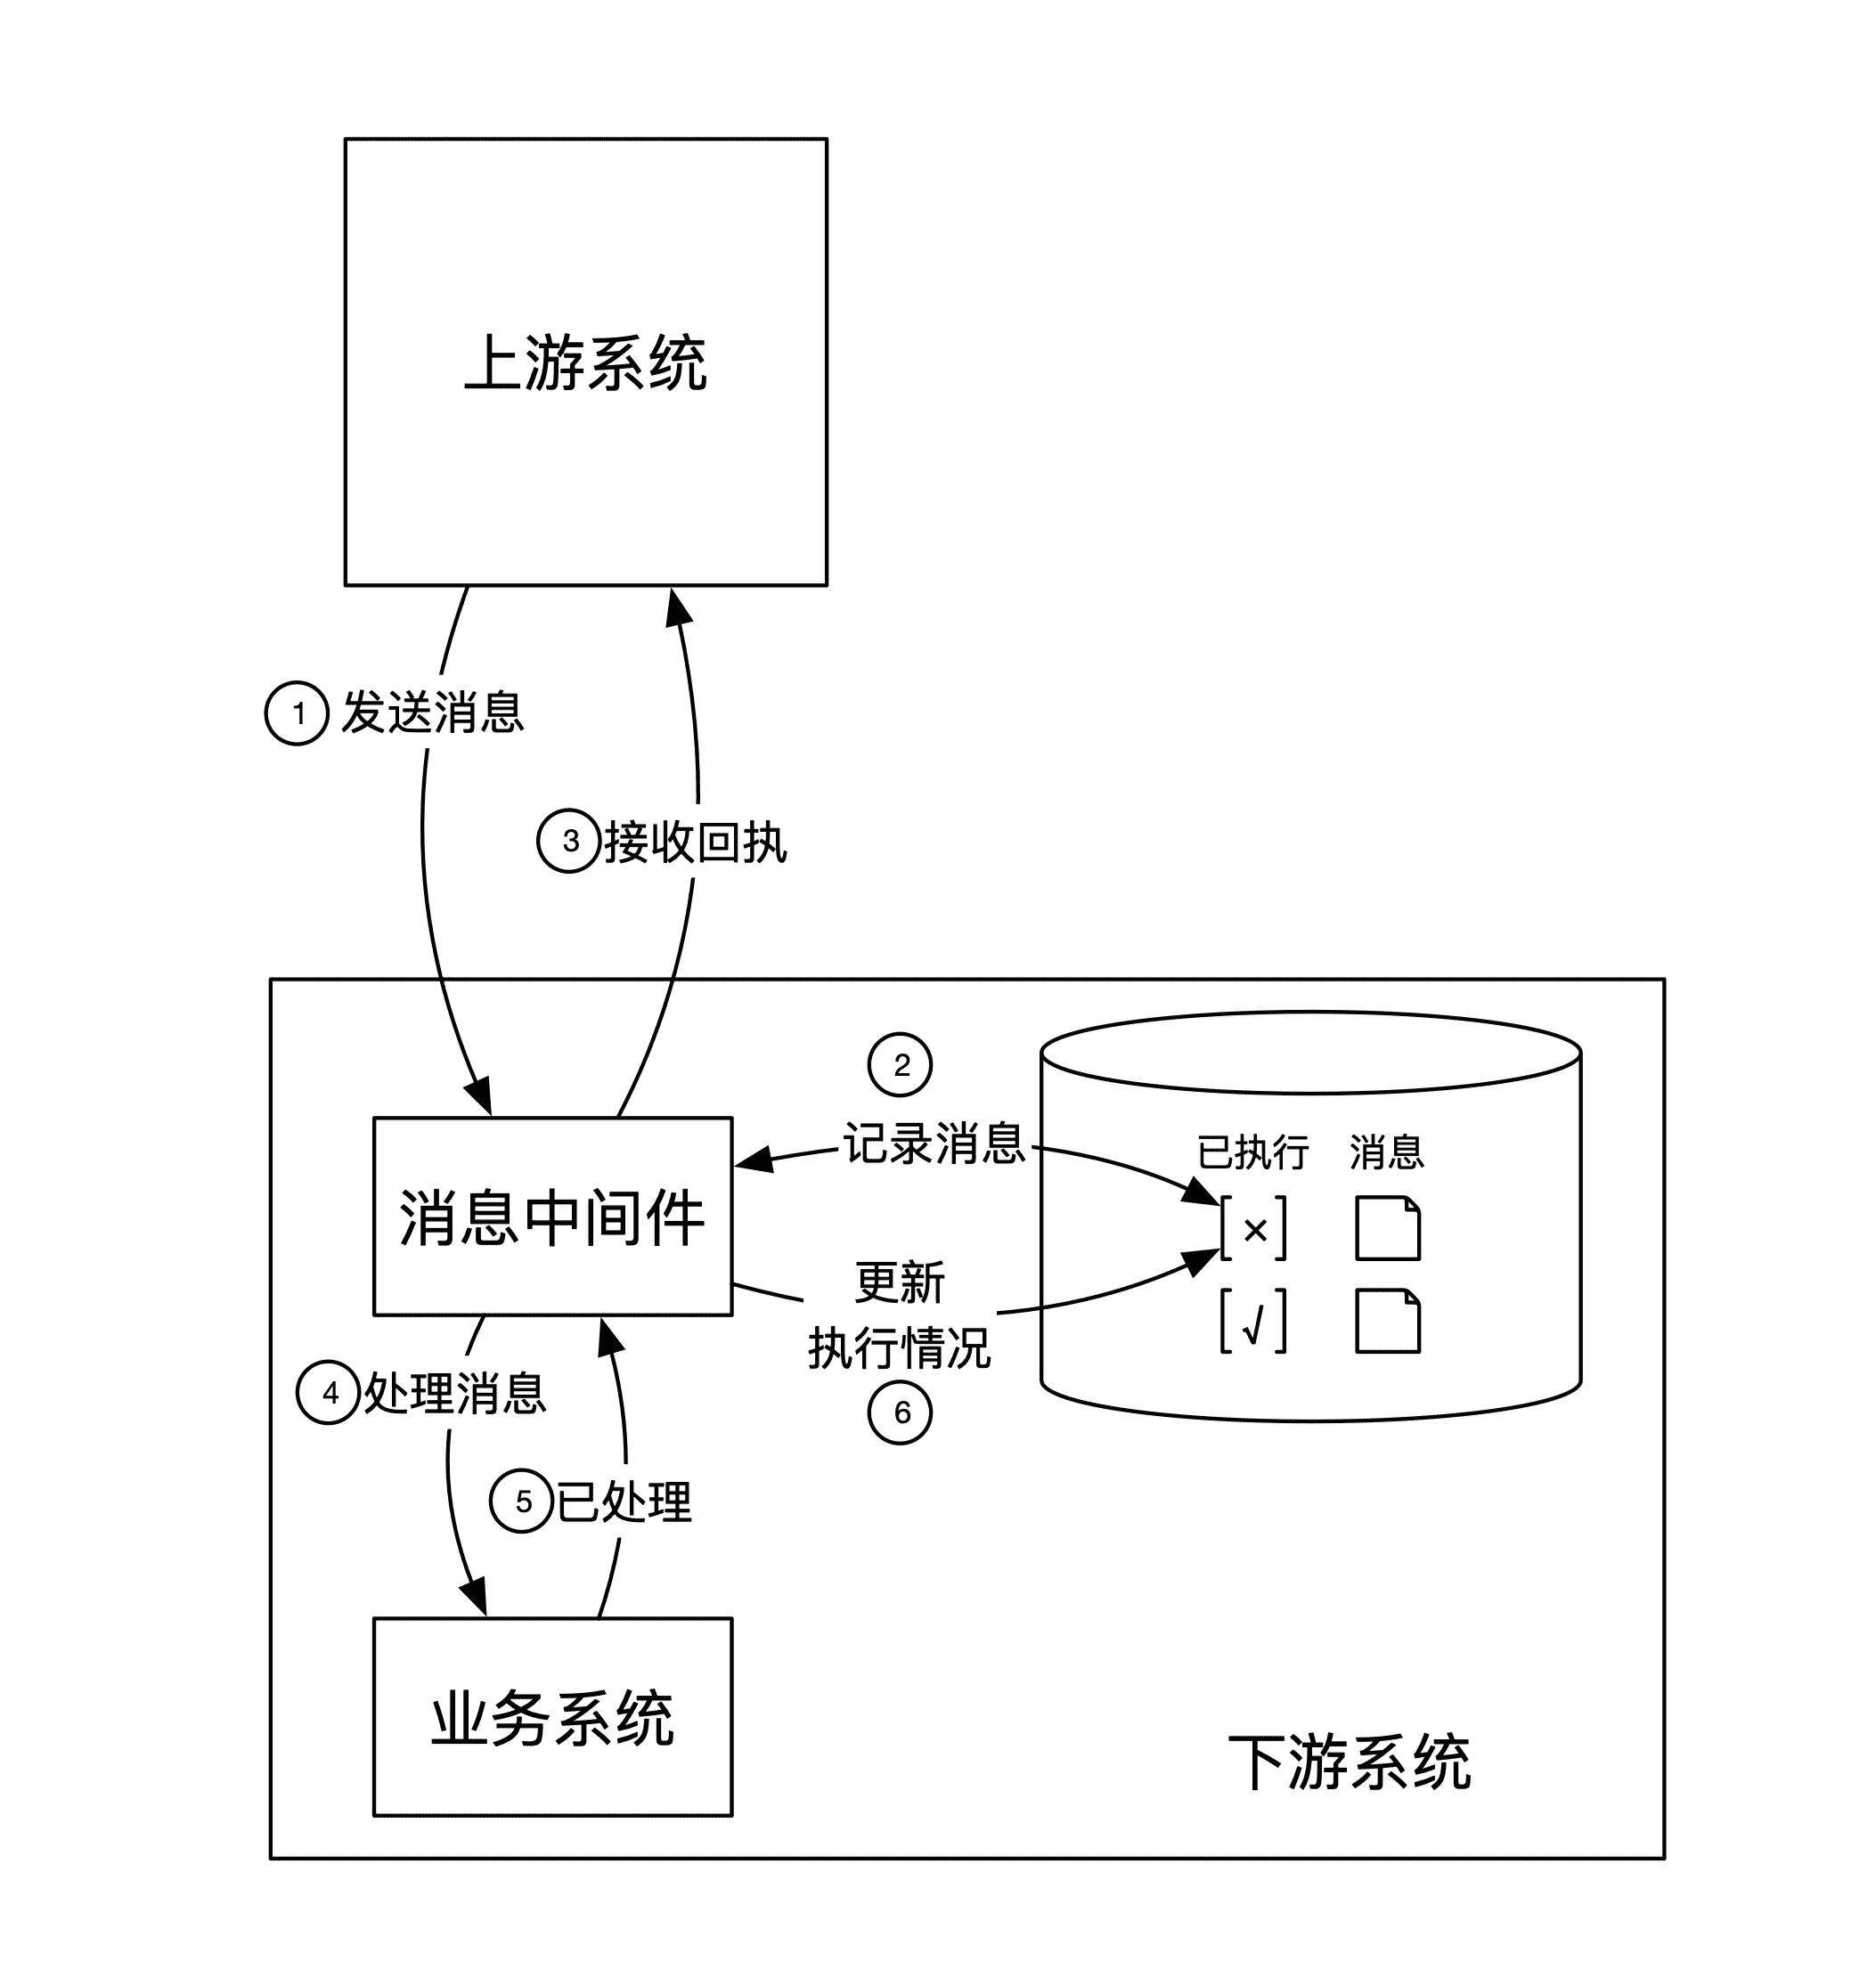 上游系统
1 发送消息
3 接收回执
2
记录消息
已执行 消息
[×]
[√]
消息中间件
更新
执行情况
6
4 处理消息
5 已处理
业务系统
下游系统